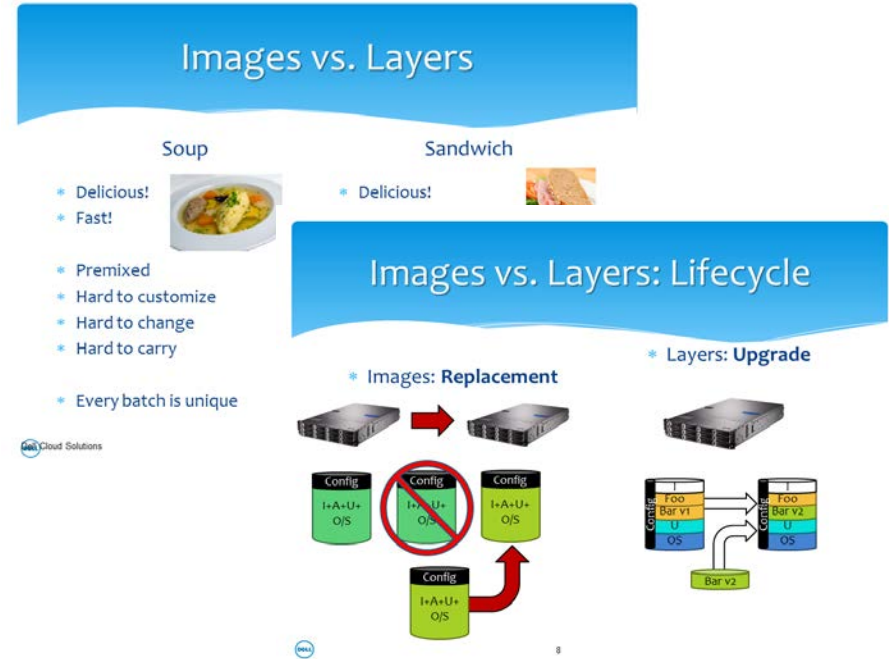 Images vs. Layers
Soup
* Delicious!
* Fast!
* Premixed
* Hard to customize
* Hard to change
* Hard to carry
* Every batch is unique
Sandwich
* Delicious!
DELL Cloud Solutions
Images vs. Layers: Lifecycle
* Images: Replacement
Config
I+A+U+
O/S
Config
I+A+U+
O/S
Config
I+A+U+
O/S
Config
I+A+U+
O/S
* Layers: Upgrade
Config
I
Foo
Bar v1
U
OS
Config
I
Foo
Bar v2
U
OS
Bar v2
DELL
8